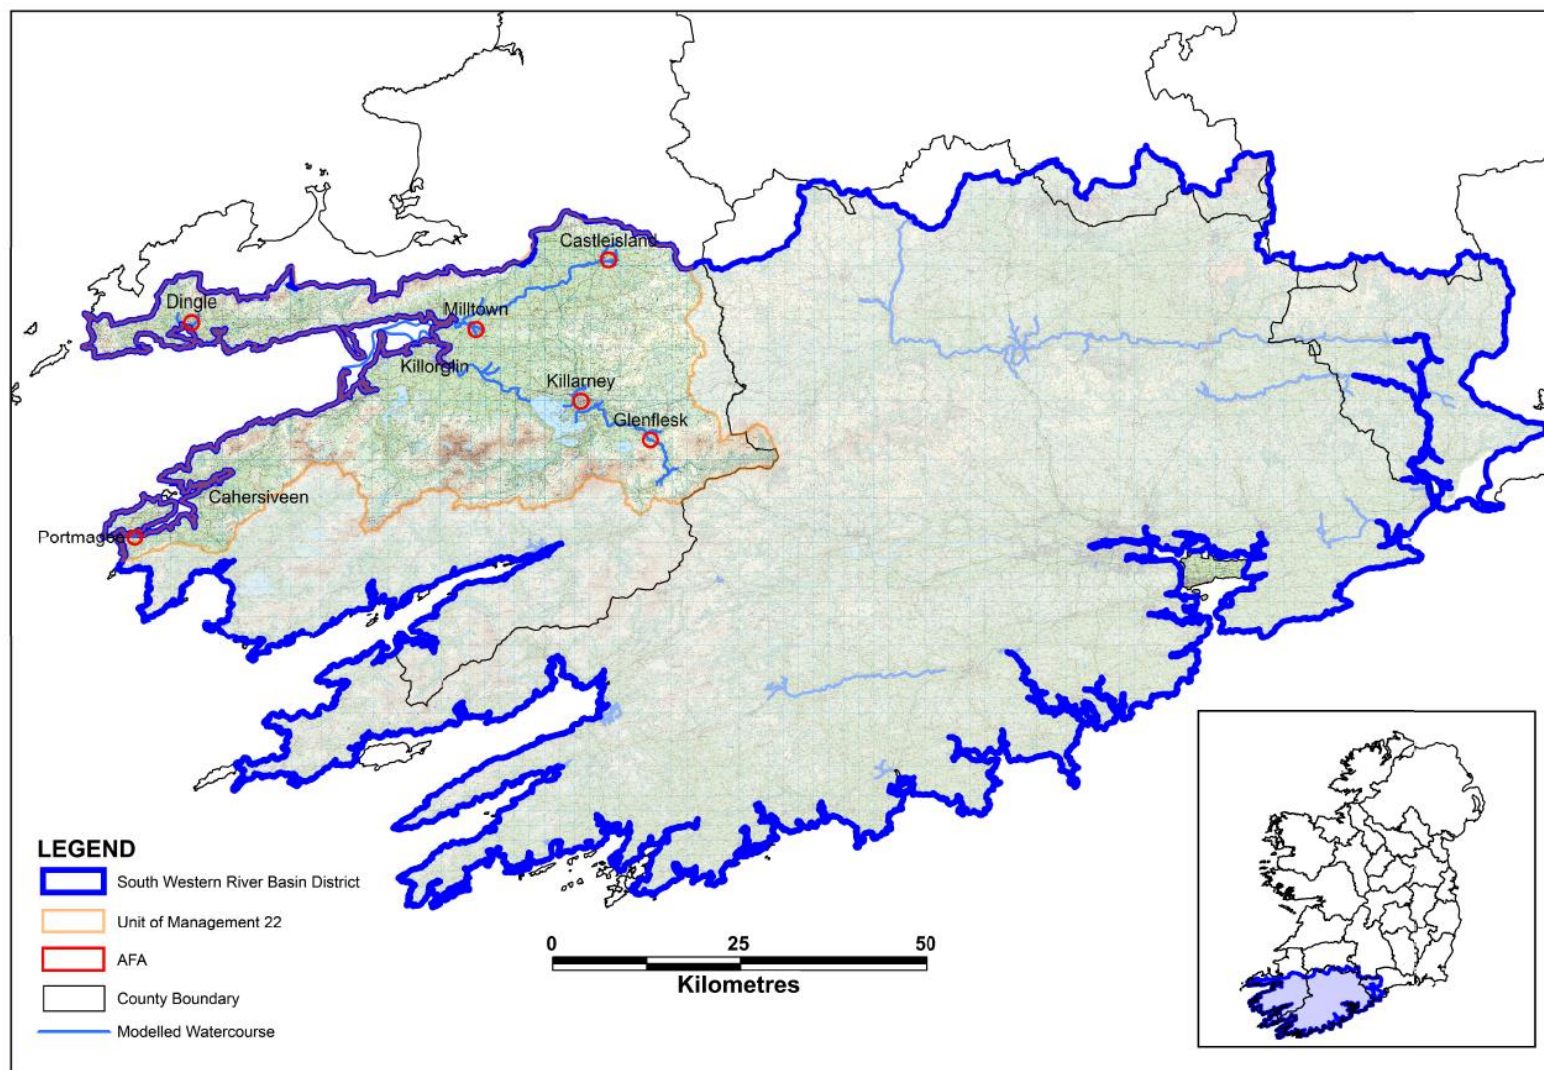 Castleisland
Dingle
Milltown
Killorglin
Killarney
Glenflesk
Cahersiveen
Portmagee
LEGEND
South Western River Basin District
Unit of Management 22
AFA
County Boundary
Modelled Watercourse
0 25 50
Kilometres